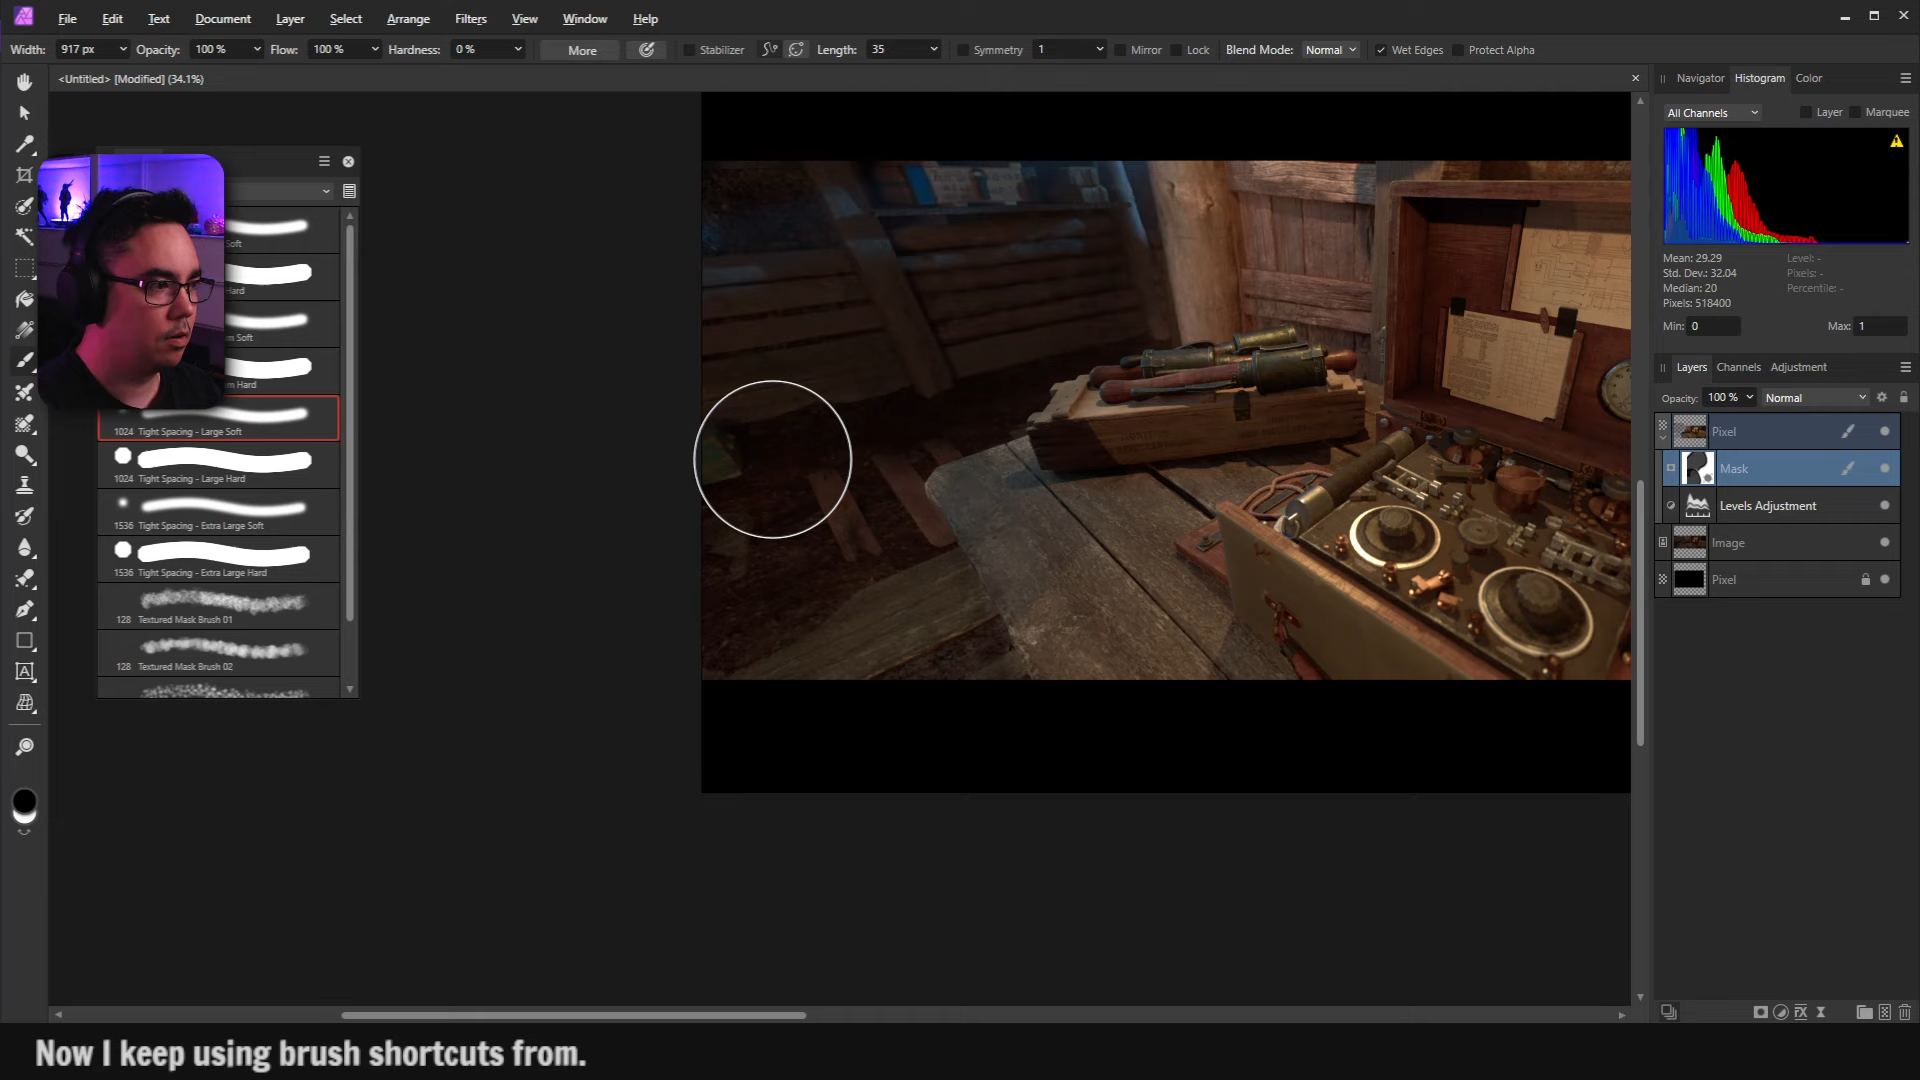 File Edit Text Document Layer Select Arrange Filters View Window Help
Width: 917 px Opacity: 100 % Flow: 100 % Hardness: 0 % More Stabilizer Length: 35 Symmetry 1 Mirror Lock Blend Mode: Normal Wet Edges Protect Alpha
<Untitled> [Modified] (34.1%)
Navigator Histogram Color
All Channels Layer Marquee
Mean: 29.29 Level: -
Std. Dev.: 32.04 Pixels: -
Median: 20 Percentile: -
Pixels: 518400
Min: 0 Max: 1
Layers Channels Adjustment
Opacity: 100 % Normal
Pixel
Mask
Levels Adjustment
Image
Pixel
Soft
Hard
m Soft
m Hard
1024 Tight Spacing - Large Soft
1024 Tight Spacing - Large Hard
1536 Tight Spacing - Extra Large Soft
1536 Tight Spacing - Extra Large Hard
128 Textured Mask Brush 01
128 Textured Mask Brush 02
Now I keep using brush shortcuts from.